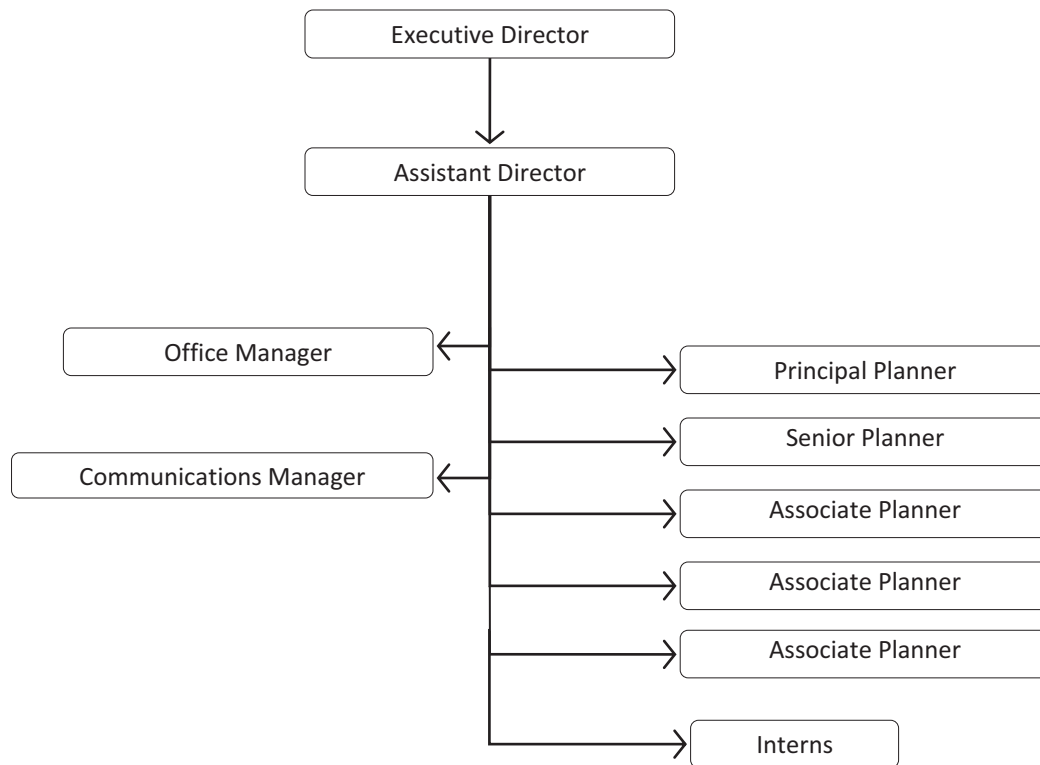 Executive Director
Assistant Director
Office Manager
Principal Planner
Senior Planner
Communications Manager
Associate Planner
Associate Planner
Associate Planner
Interns